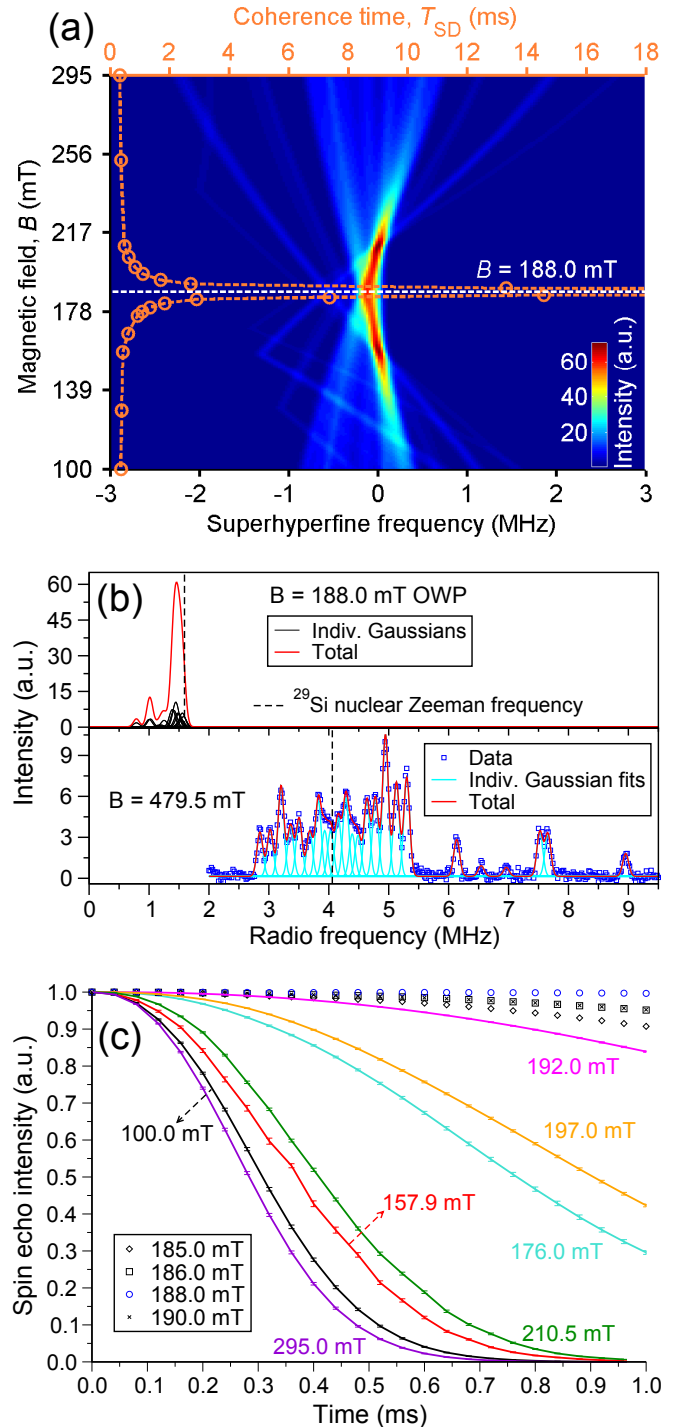 (a)
Coherence time, T_SD (ms)
0 2 4 6 8 10 12 14 16 18
295
256
217
178
139
100
Magnetic field, B (mT)
B = 188.0 mT
60
40
20
Intensity (a.u.)
-3 -2 -1 0 1 2 3
Superhyperfine frequency (MHz)
(b)
60
45
30
15
0
B = 188.0 mT OWP
Indiv. Gaussians
Total
29Si nuclear Zeeman frequency
Intensity (a.u.)
9
6
3
0
B = 479.5 mT
Data
Indiv. Gaussian fits
Total
0 1 2 3 4 5 6 7 8 9
Radio frequency (MHz)
(c)
1.0
0.9
0.8
0.7
0.6
0.5
0.4
0.3
0.2
0.1
0.0
Spin echo intensity (a.u.)
192.0 mT
100.0 mT
197.0 mT
157.9 mT
176.0 mT
185.0 mT
186.0 mT
188.0 mT
190.0 mT
295.0 mT
210.5 mT
0.0 0.1 0.2 0.3 0.4 0.5 0.6 0.7 0.8 0.9 1.0
Time (ms)